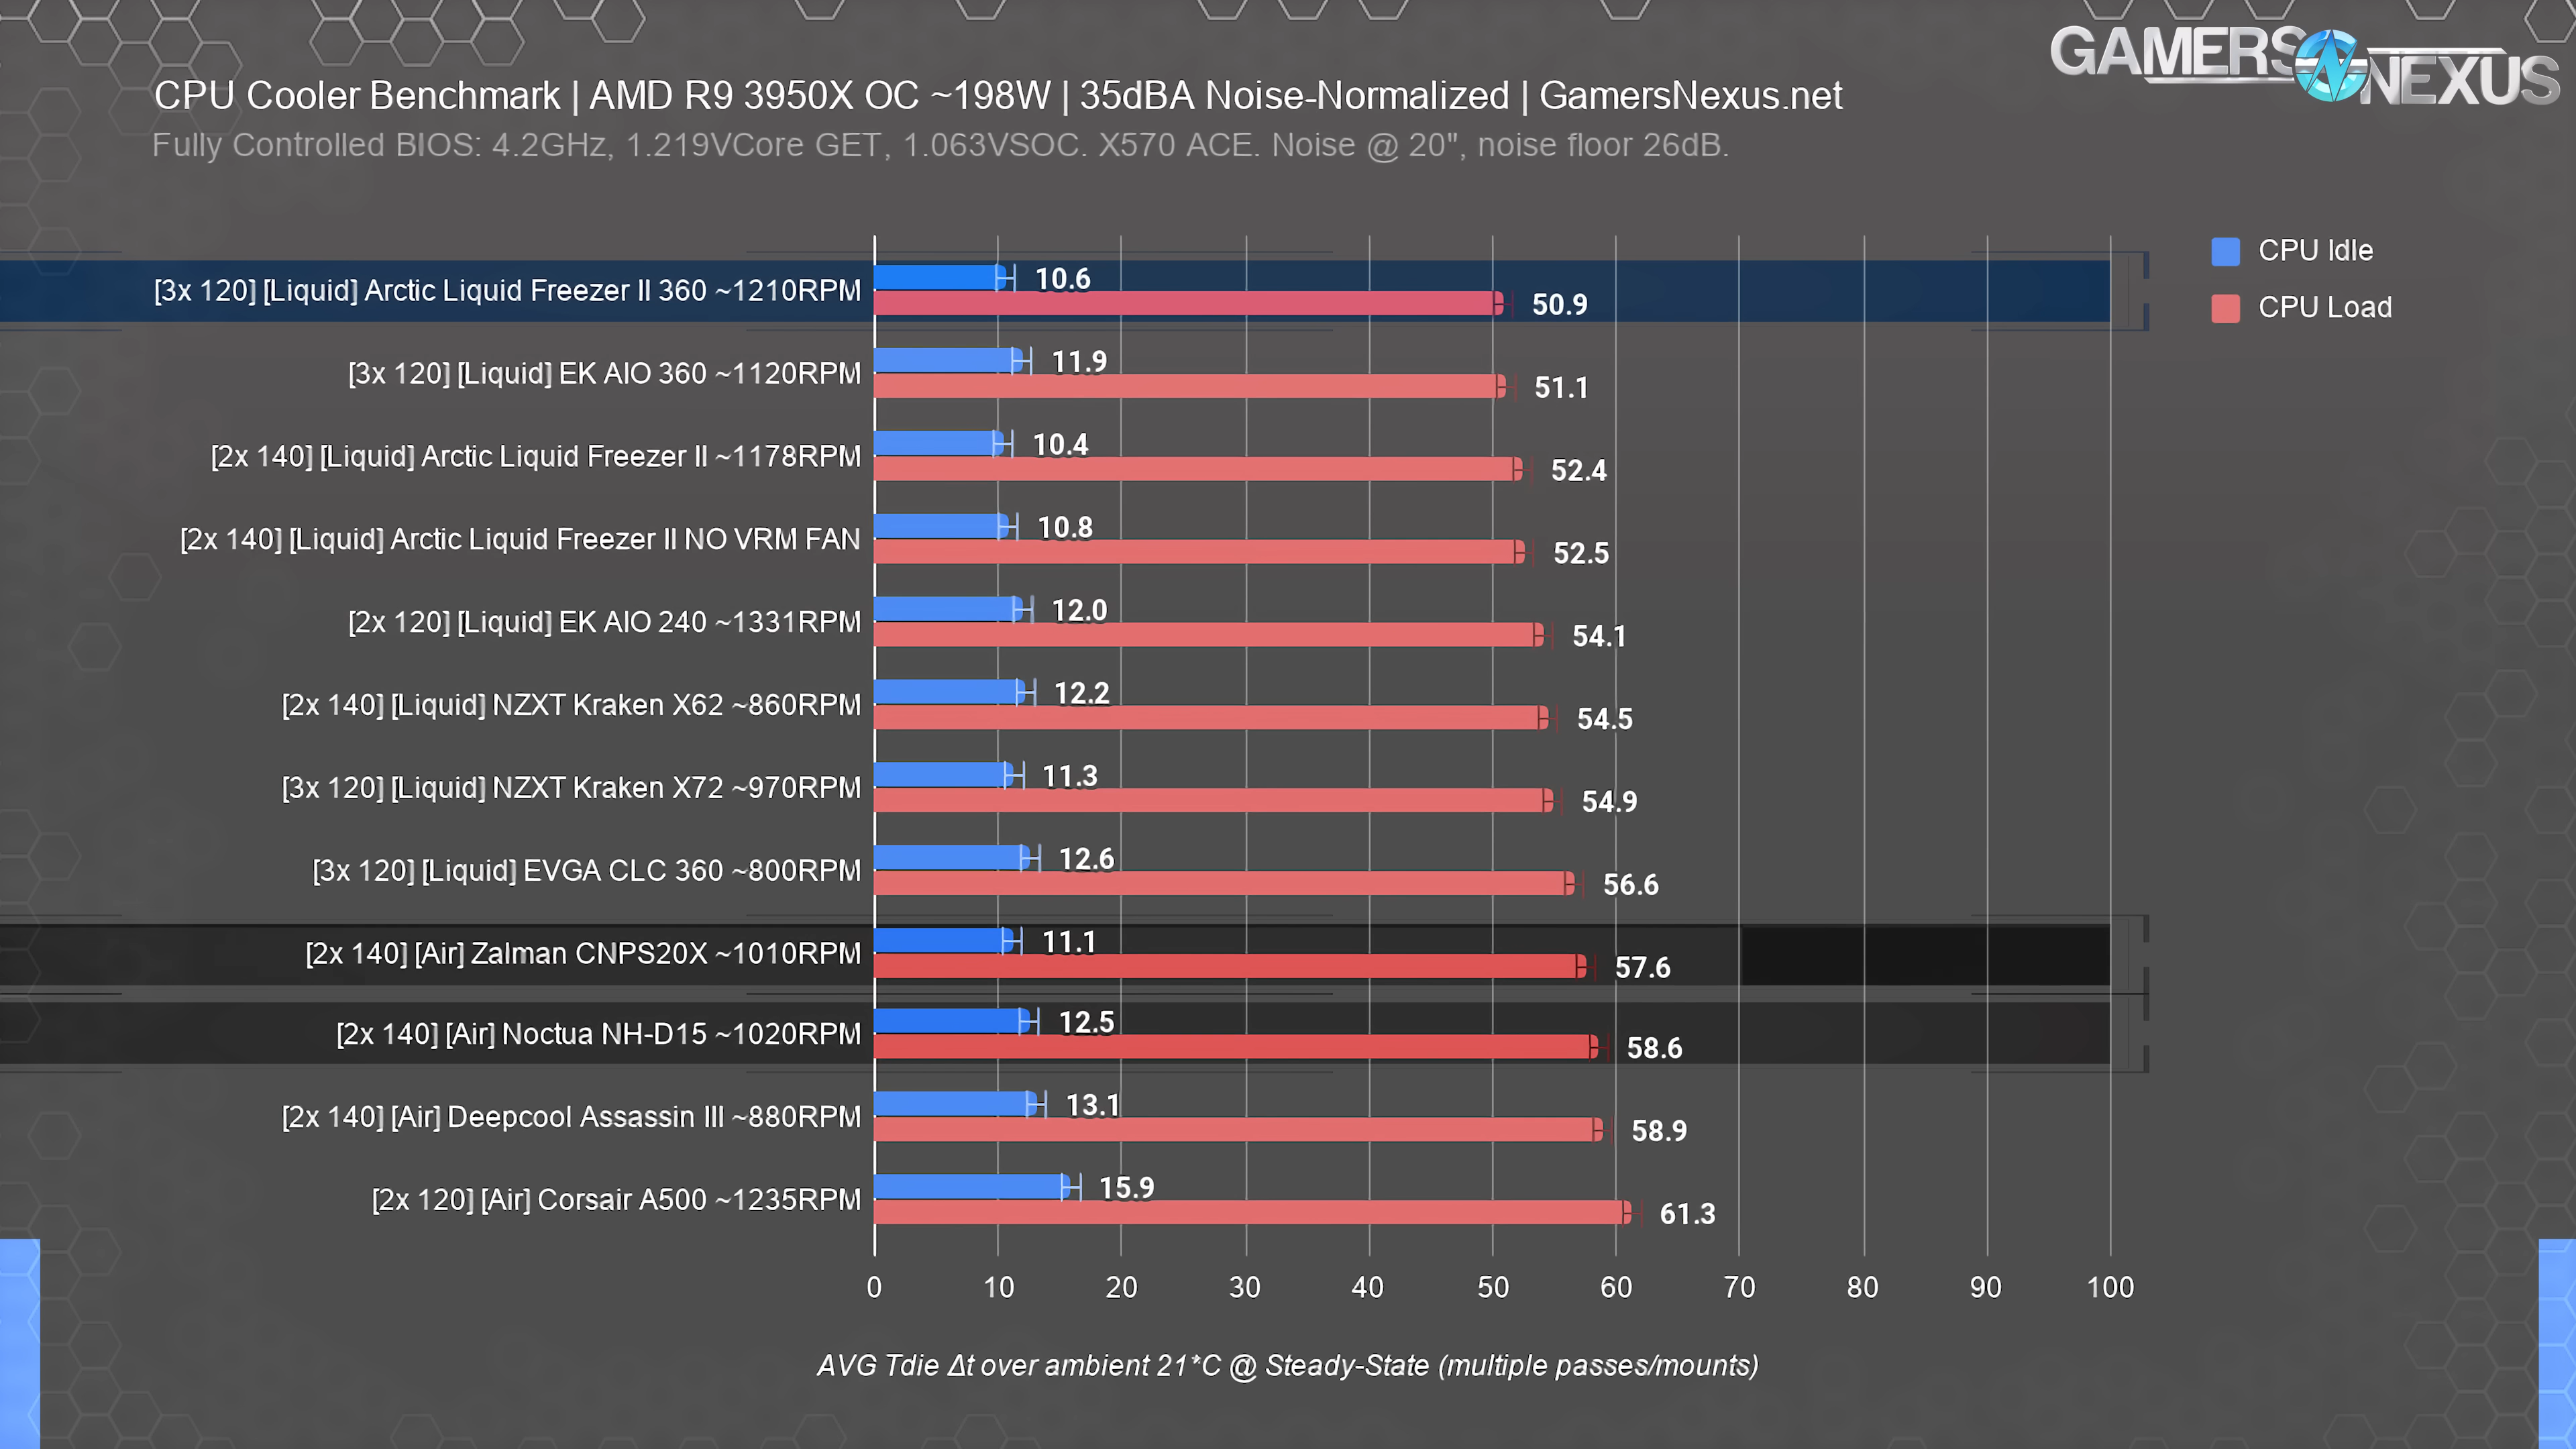 GAMERS NEXUS
CPU Cooler Benchmark | AMD R9 3950X OC ~198W | 35dBA Noise-Normalized | GamersNexus.net
Fully Controlled BIOS: 4.2GHz, 1.219VCore GET, 1.063VSOC. X570 ACE. Noise @ 20", noise floor 26dB.
CPU Idle
CPU Load
[3x 120] [Liquid] Arctic Liquid Freezer II 360 ~1210RPM
10.6
50.9
[3x 120] [Liquid] EK AIO 360 ~1120RPM
11.9
51.1
[2x 140] [Liquid] Arctic Liquid Freezer II ~1178RPM
10.4
52.4
[2x 140] [Liquid] Arctic Liquid Freezer II NO VRM FAN
10.8
52.5
[2x 120] [Liquid] EK AIO 240 ~1331RPM
12.0
54.1
[2x 140] [Liquid] NZXT Kraken X62 ~860RPM
12.2
54.5
[3x 120] [Liquid] NZXT Kraken X72 ~970RPM
11.3
54.9
[3x 120] [Liquid] EVGA CLC 360 ~800RPM
12.6
56.6
[2x 140] [Air] Zalman CNPS20X ~1010RPM
11.1
57.6
[2x 140] [Air] Noctua NH-D15 ~1020RPM
12.5
58.6
[2x 140] [Air] Deepcool Assassin III ~880RPM
13.1
58.9
[2x 120] [Air] Corsair A500 ~1235RPM
15.9
61.3
0 10 20 30 40 50 60 70 80 90 100
AVG Tdie Δt over ambient 21*C @ Steady-State (multiple passes/mounts)